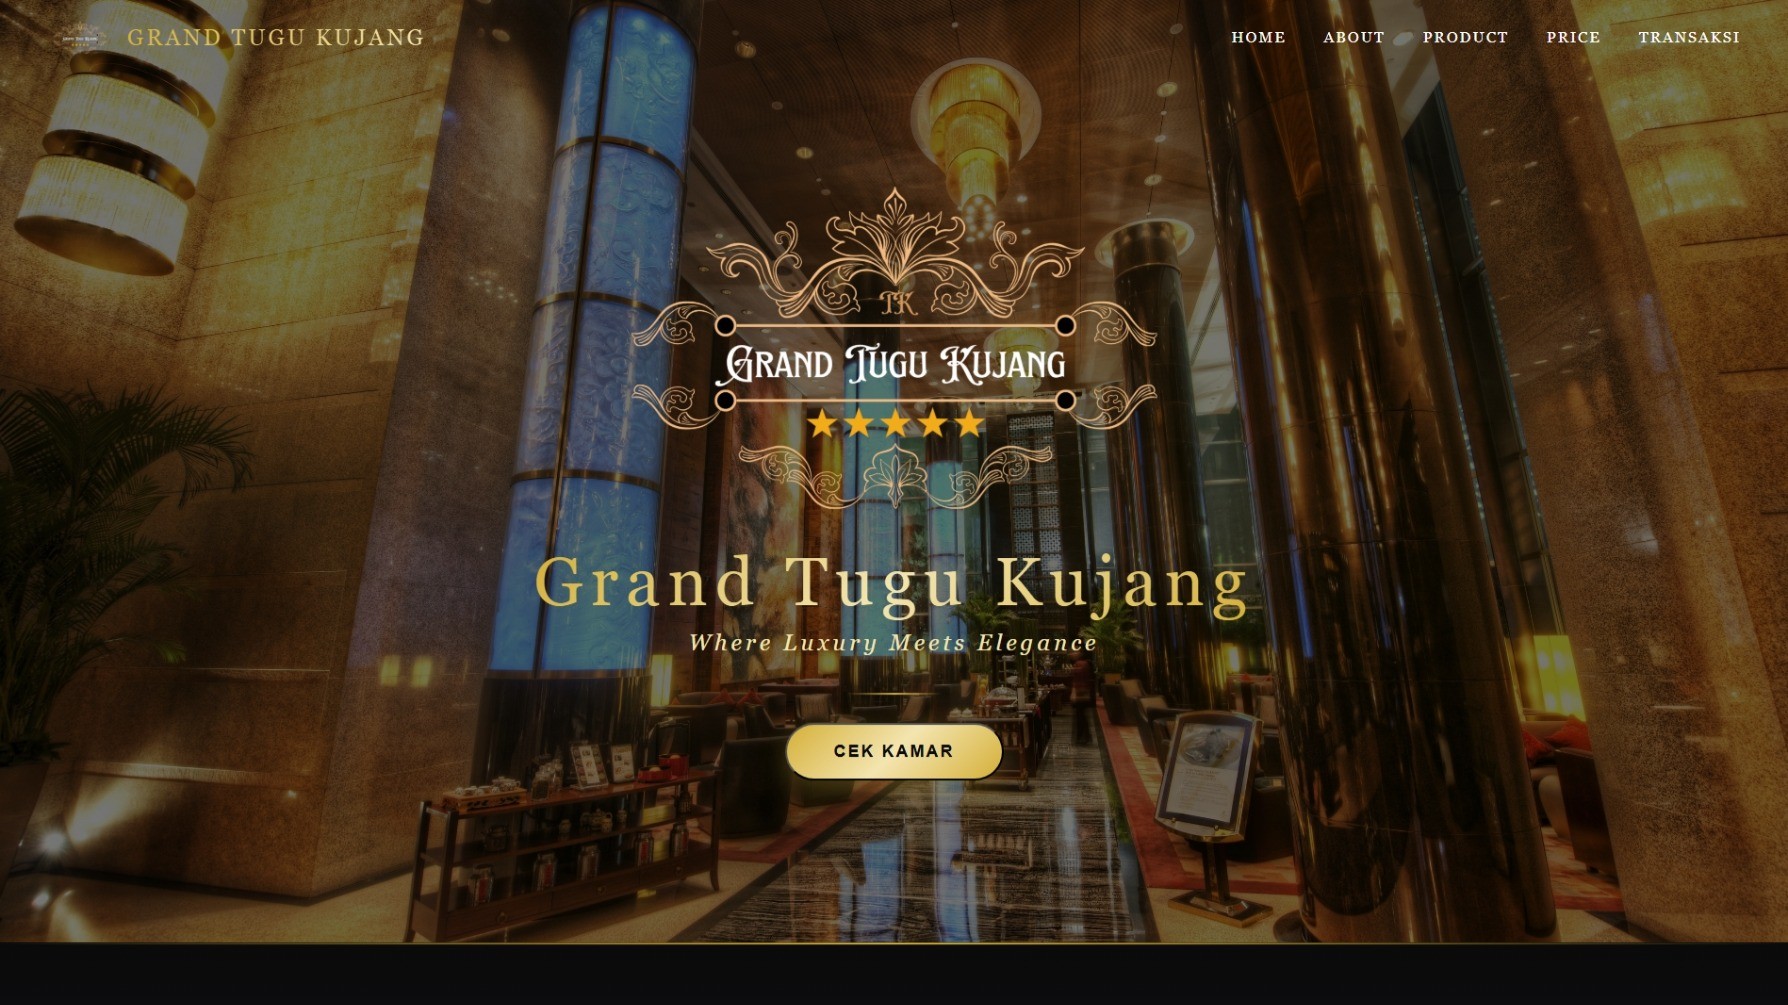 GRAND TUGU KUJANG
HOME ABOUT PRODUCT PRICE TRANSAKSI
TK
GRAND TUGU KUJANG
Grand Tugu Kujang
Where Luxury Meets Elegance
CEK KAMAR